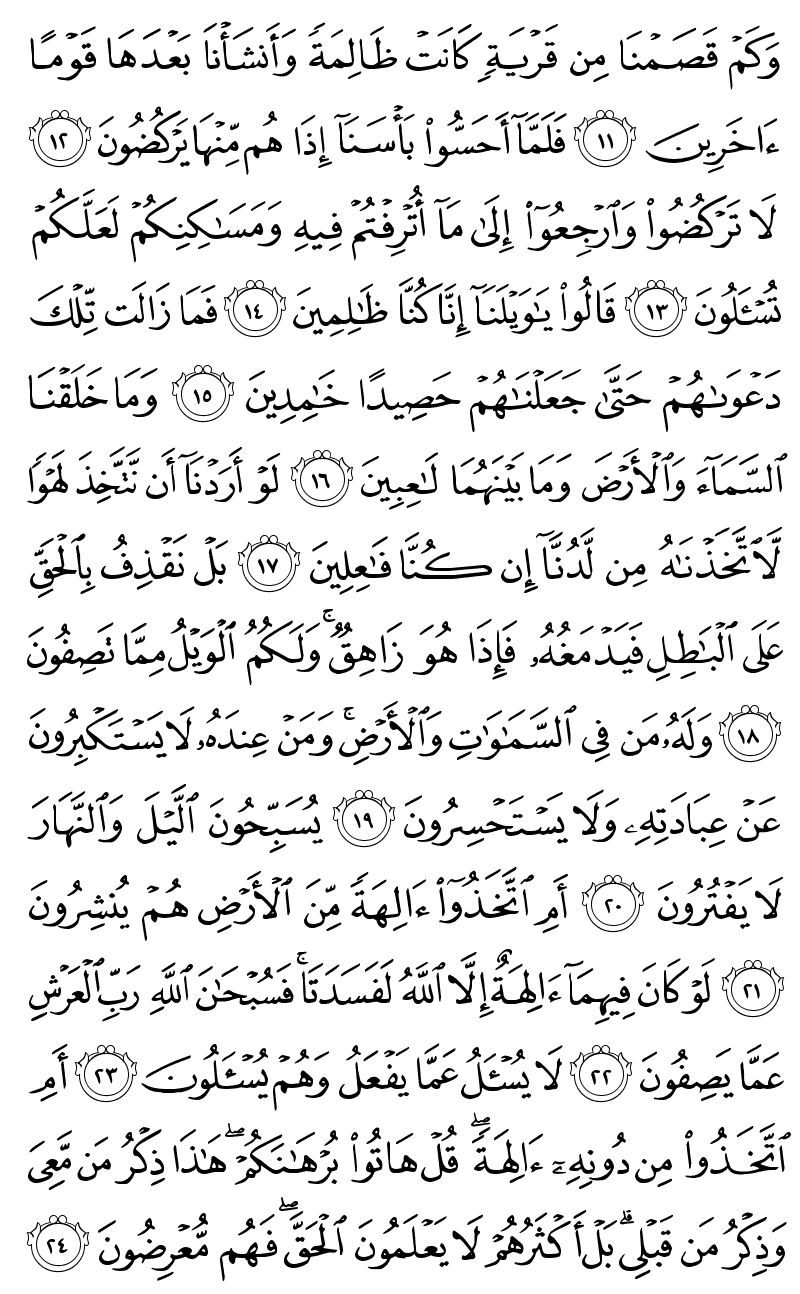 وَكَمۡ قَصَمۡنَا مِن قَرۡيَةٖ كَانَتۡ ظَالِمَةٗ وَأَنشَأۡنَا بَعۡدَهَا قَوۡمًا
ءَاخَرِينَ ١١ فَلَمَّآ أَحَسُّواْ بَأۡسَنَآ إِذَا هُم مِّنۡهَا يَرۡكُضُونَ ١٢
لَا تَرۡكُضُواْ وَٱرۡجِعُوٓاْ إِلَىٰ مَآ أُتۡرِفۡتُمۡ فِيهِ وَمَسَٰكِنِكُمۡ لَعَلَّكُمۡ
تُسۡـَٔلُونَ ١٣ قَالُواْ يَٰوَيۡلَنَآ إِنَّا كُنَّا ظَٰلِمِينَ ١٤ فَمَا زَالَت تِّلۡكَ
دَعۡوَىٰهُمۡ حَتَّىٰ جَعَلۡنَٰهُمۡ حَصِيدًا خَٰمِدِينَ ١٥ وَمَا خَلَقۡنَا
ٱلسَّمَآءَ وَٱلۡأَرۡضَ وَمَا بَيۡنَهُمَا لَٰعِبِينَ ١٦ لَوۡ أَرَدۡنَآ أَن نَّتَّخِذَ لَهۡوٗا
لَّٱتَّخَذۡنَٰهُ مِن لَّدُنَّآ إِن كُنَّا فَٰعِلِينَ ١٧ بَلۡ نَقۡذِفُ بِٱلۡحَقِّ
عَلَى ٱلۡبَٰطِلِ فَيَدۡمَغُهُۥ فَإِذَا هُوَ زَاهِقٞۚ وَلَكُمُ ٱلۡوَيۡلُ مِمَّا تَصِفُونَ
١٨ وَلَهُۥ مَن فِي ٱلسَّمَٰوَٰتِ وَٱلۡأَرۡضِۚ وَمَنۡ عِندَهُۥ لَا يَسۡتَكۡبِرُونَ
عَنۡ عِبَادَتِهِۦ وَلَا يَسۡتَحۡسِرُونَ ١٩ يُسَبِّحُونَ ٱلَّيۡلَ وَٱلنَّهَارَ
لَا يَفۡتُرُونَ ٢٠ أَمِ ٱتَّخَذُوٓاْ ءَالِهَةٗ مِّنَ ٱلۡأَرۡضِ هُمۡ يُنشِرُونَ
٢١ لَوۡ كَانَ فِيهِمَآ ءَالِهَةٌ إِلَّا ٱللَّهُ لَفَسَدَتَاۚ فَسُبۡحَٰنَ ٱللَّهِ رَبِّ ٱلۡعَرۡشِ
عَمَّا يَصِفُونَ ٢٢ لَا يُسۡـَٔلُ عَمَّا يَفۡعَلُ وَهُمۡ يُسۡـَٔلُونَ ٢٣ أَمِ
ٱتَّخَذُواْ مِن دُونِهِۦٓ ءَالِهَةٗۖ قُلۡ هَاتُواْ بُرۡهَٰنَكُمۡۖ هَٰذَا ذِكۡرُ مَن مَّعِيَ
وَذِكۡرُ مَن قَبۡلِيۚ بَلۡ أَكۡثَرُهُمۡ لَا يَعۡلَمُونَ ٱلۡحَقَّۖ فَهُم مُّعۡرِضُونَ ٢٤